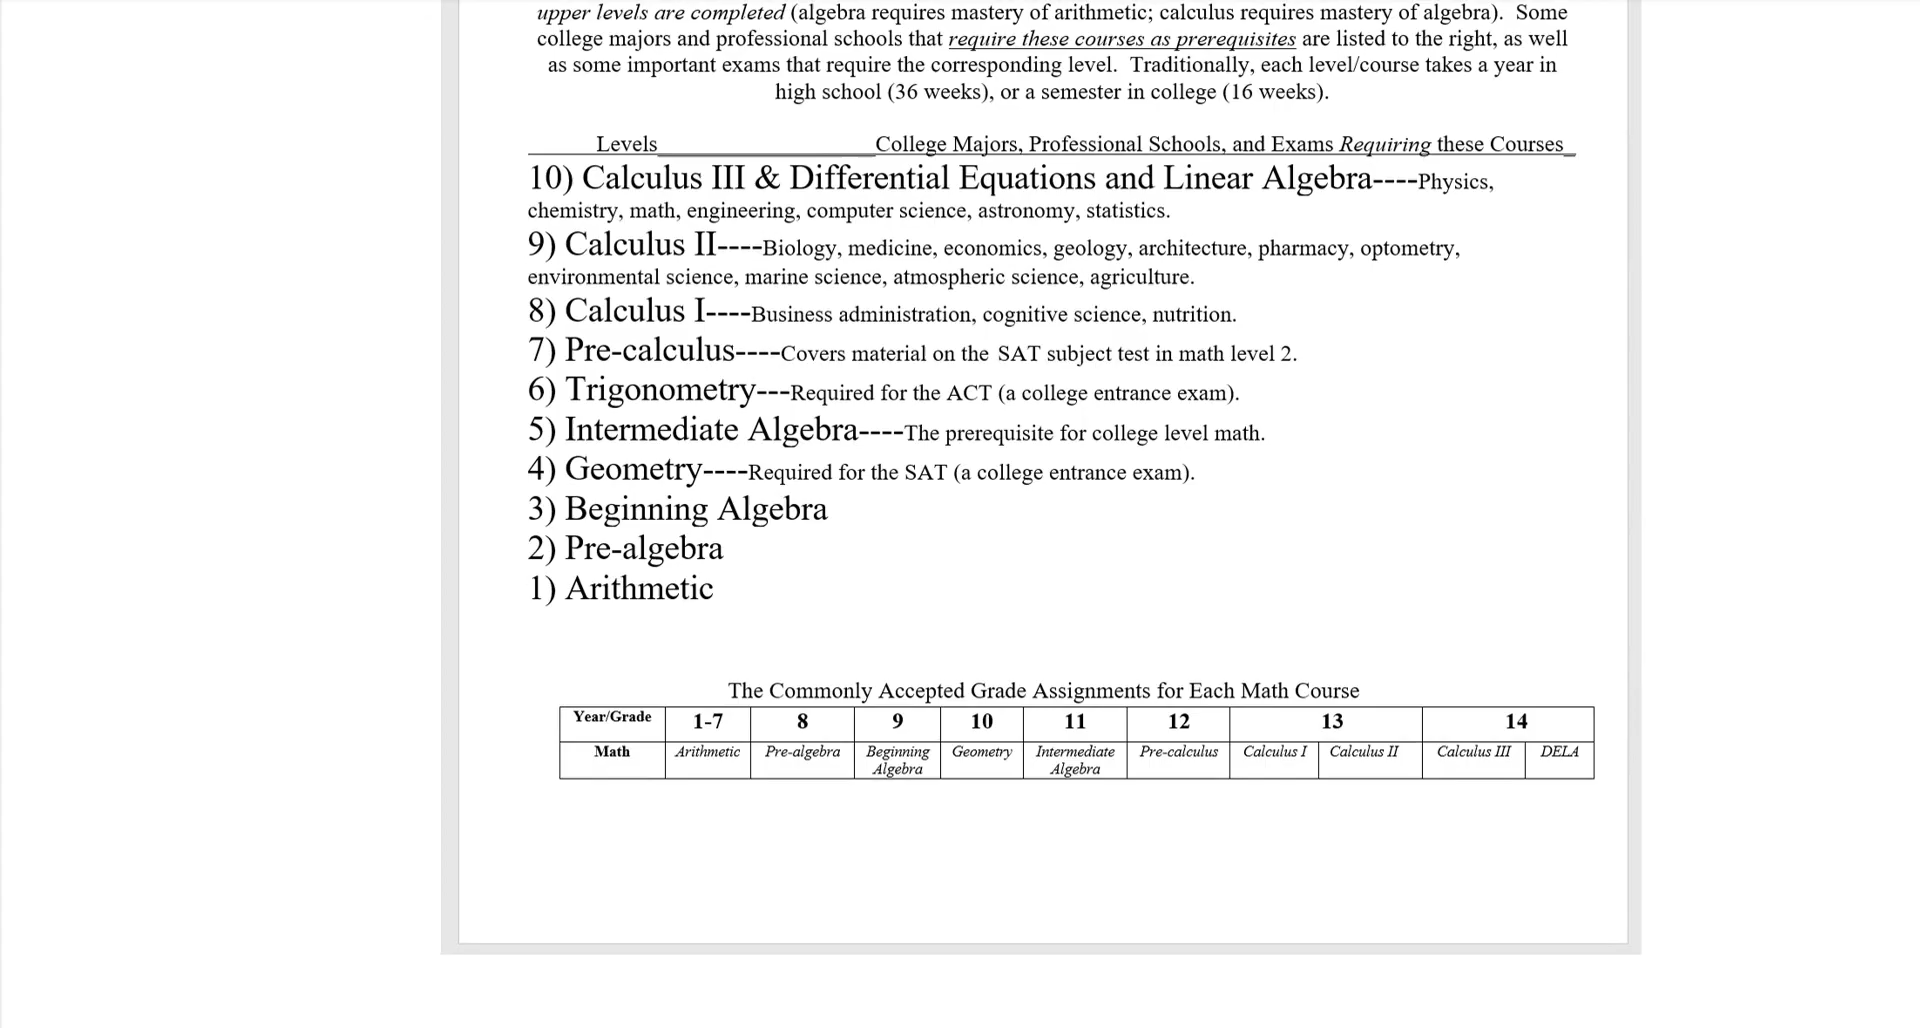 upper levels are completed (algebra requires mastery of arithmetic; calculus requires mastery of algebra).  Some
college majors and professional schools that require these courses as prerequisites are listed to the right, as well
as some important exams that require the corresponding level.  Traditionally, each level/course takes a year in
high school (36 weeks), or a semester in college (16 weeks).
Levels College Majors, Professional Schools, and Exams Requiring these Courses
10) Calculus III & Differential Equations and Linear Algebra----Physics,
chemistry, math, engineering, computer science, astronomy, statistics.
9) Calculus II----Biology, medicine, economics, geology, architecture, pharmacy, optometry,
environmental science, marine science, atmospheric science, agriculture.
8) Calculus I----Business administration, cognitive science, nutrition.
7) Pre-calculus----Covers material on the SAT subject test in math level 2.
6) Trigonometry---Required for the ACT (a college entrance exam).
5) Intermediate Algebra----The prerequisite for college level math.
4) Geometry----Required for the SAT (a college entrance exam).
3) Beginning Algebra
2) Pre-algebra
1) Arithmetic
The Commonly Accepted Grade Assignments for Each Math Course
Year/Grade 1-7 8 9 10 11 12 13 14
Math Arithmetic Pre-algebra Beginning Geometry Intermediate Pre-calculus Calculus I Calculus II Calculus III DELA
Algebra Algebra